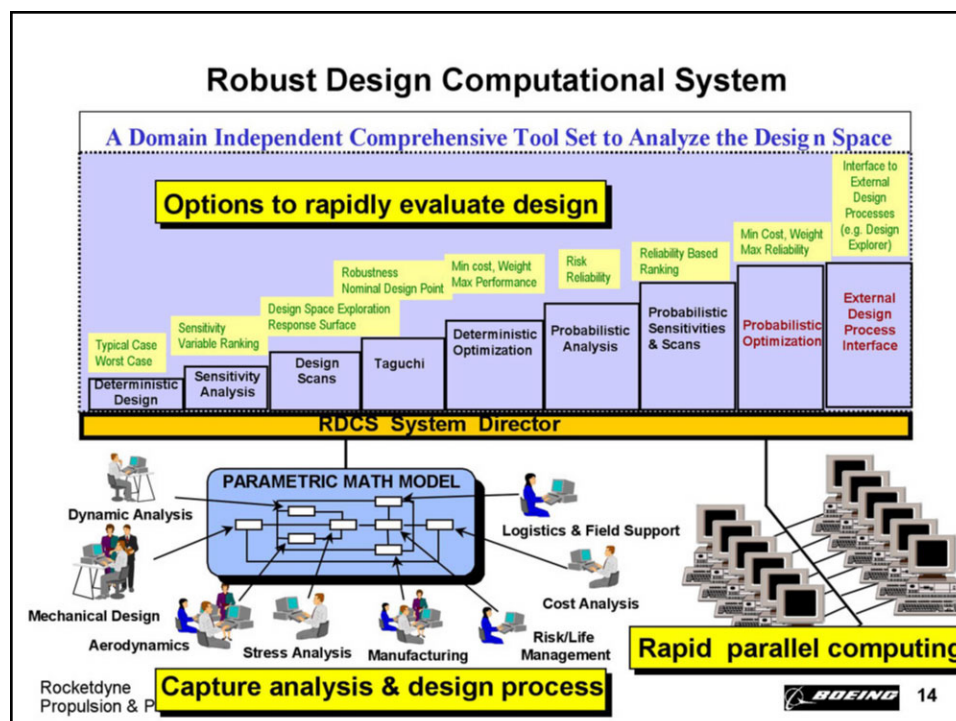 Robust Design Computational System
A Domain Independent Comprehensive Tool Set to Analyze the Design Space
Options to rapidly evaluate design
Typical Case
Worst Case
Sensitivity
Variable Ranking
Design Space Exploration
Response Surface
Robustness
Nominal Design Point
Min cost, Weight
Max Performance
Risk
Reliability
Reliability Based
Ranking
Min Cost, Weight
Max Reliability
Interface to
External
Design
Processes
(e.g. Design
Explorer)
Deterministic
Design
Sensitivity
Analysis
Design
Scans
Taguchi
Deterministic
Optimization
Probabilistic
Analysis
Probabilistic
Sensitivities
& Scans
Probabilistic
Optimization
External
Design
Process
Interface
RDCS System Director
PARAMETRIC MATH MODEL
Dynamic Analysis
Mechanical Design
Aerodynamics
Stress Analysis
Manufacturing
Risk/Life
Management
Cost Analysis
Logistics & Field Support
Capture analysis & design process
Rapid parallel computing
Rocketdyne
Propulsion & P
BOEING
14